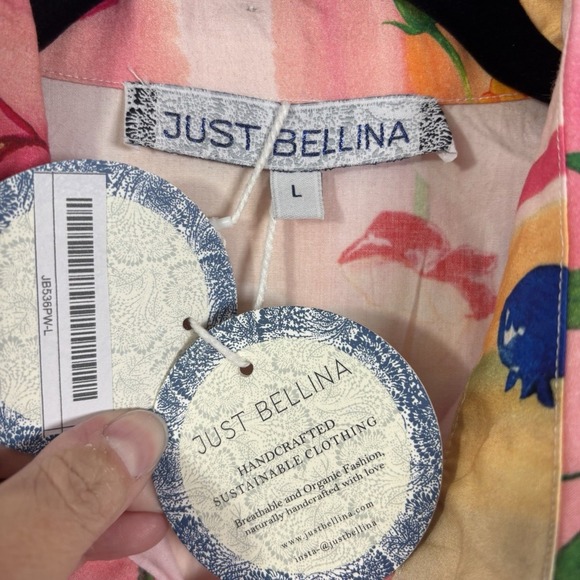 JUST BELLINA
L
JB536PW-L
JUST BELLINA
HANDCRAFTED
SUSTAINABLE CLOTHING
Breathable and Organic Fashion,
naturally handcrafted with love
www.justbellina.com
insta-@justbellina